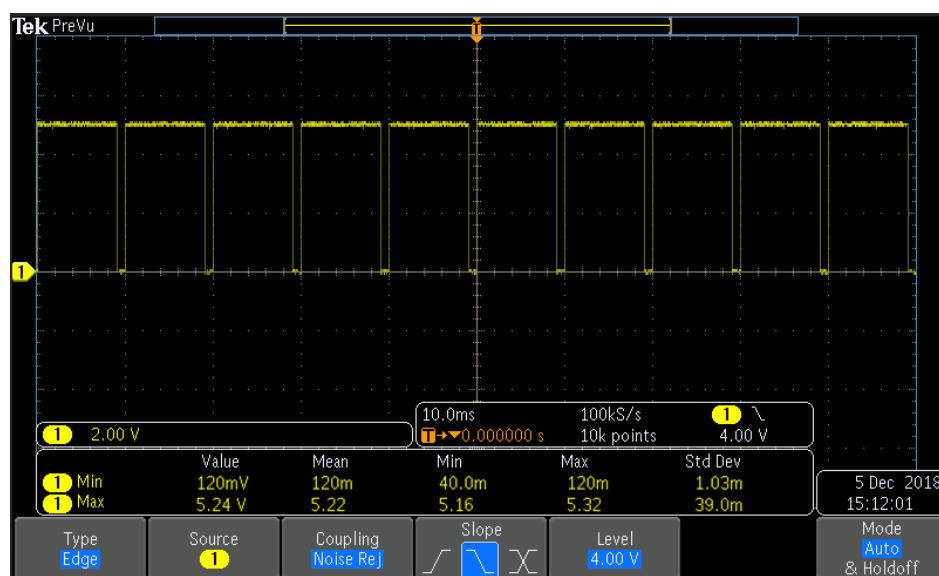 Tek PreVu
T
1
1 2.00 V
10.0ms 100kS/s 1
T→▼0.000000 s 10k points 4.00 V
Value Mean Min Max Std Dev
1 Min 120mV 120m 40.0m 120m 1.03m
1 Max 5.24 V 5.22 5.16 5.32 39.0m
5 Dec 2018
15:12:01
Type
Edge
Source
1
Coupling
Noise Rej
Slope
Level
4.00 V
Mode
Auto
& Holdoff